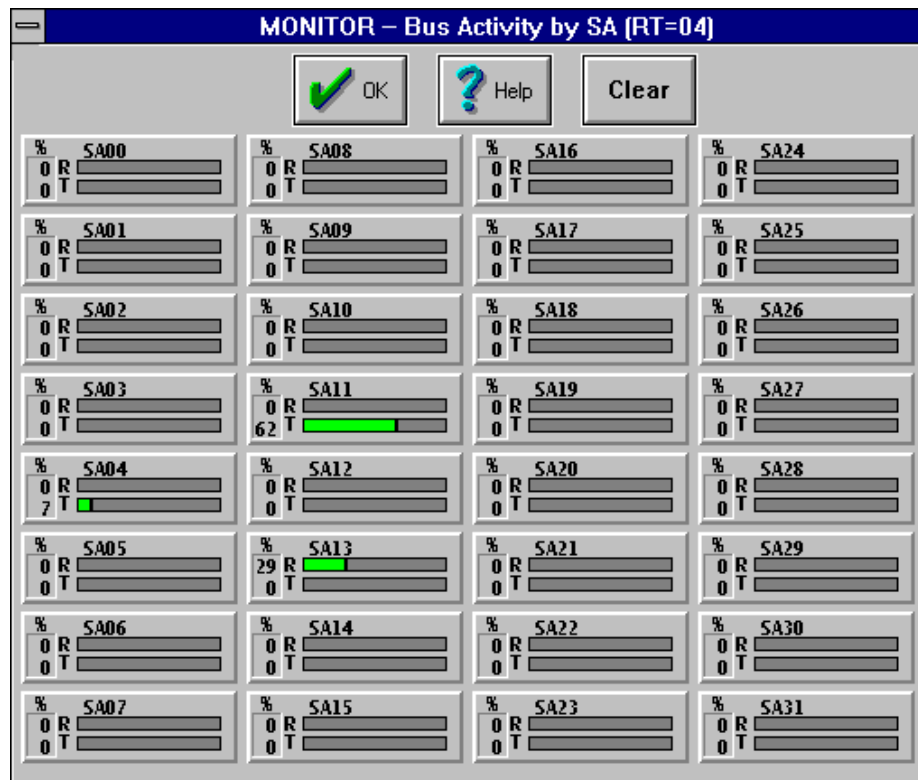 MONITOR – Bus Activity by SA (RT=04)
OK Help Clear
% SA00 % SA08 % SA16 % SA24
0 R 0 R 0 R 0 R
0 T 0 T 0 T 0 T
% SA01 % SA09 % SA17 % SA25
0 R 0 R 0 R 0 R
0 T 0 T 0 T 0 T
% SA02 % SA10 % SA18 % SA26
0 R 0 R 0 R 0 R
0 T 0 T 0 T 0 T
% SA03 % SA11 % SA19 % SA27
0 R 0 R 0 R 0 R
0 T 62 T 0 T 0 T
% SA04 % SA12 % SA20 % SA28
0 R 0 R 0 R 0 R
7 T 0 T 0 T 0 T
% SA05 % SA13 % SA21 % SA29
0 R 29 R 0 R 0 R
0 T 0 T 0 T 0 T
% SA06 % SA14 % SA22 % SA30
0 R 0 R 0 R 0 R
0 T 0 T 0 T 0 T
% SA07 % SA15 % SA23 % SA31
0 R 0 R 0 R 0 R
0 T 0 T 0 T 0 T